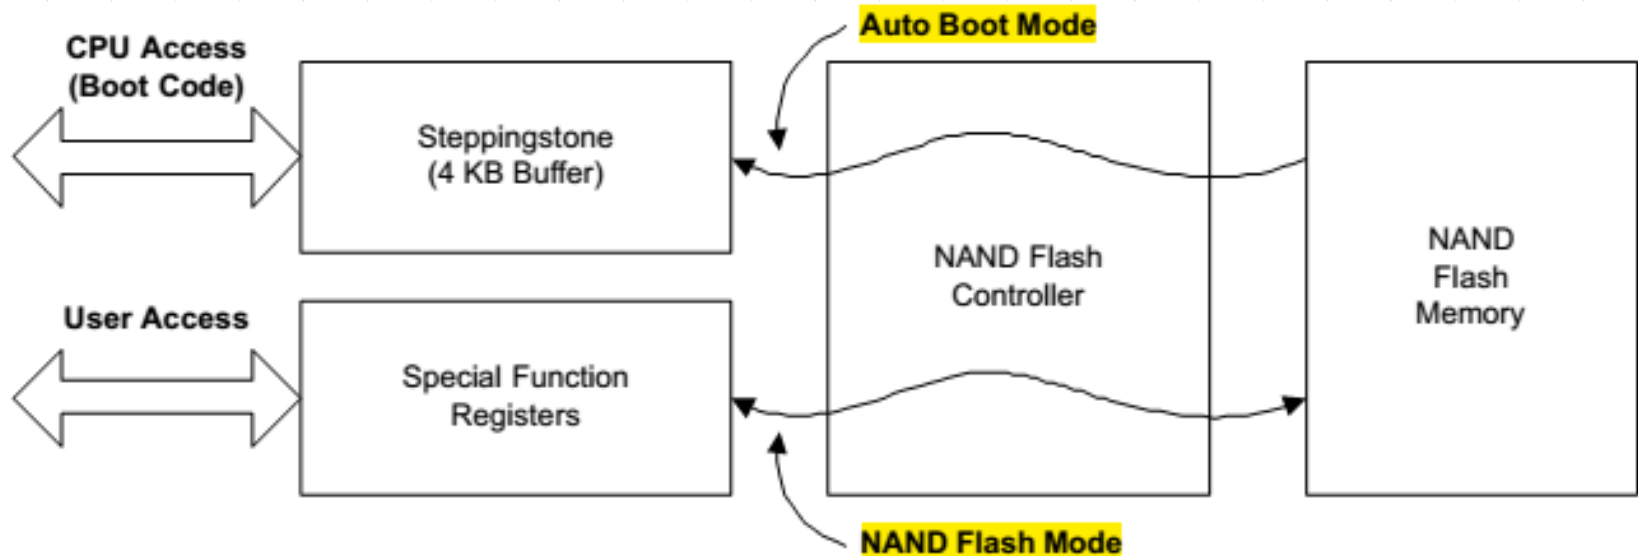 Auto Boot Mode
CPU Access
(Boot Code)
Steppingstone
(4 KB Buffer)
NAND Flash
Controller
NAND
Flash
Memory
User Access
Special Function
Registers
NAND Flash Mode